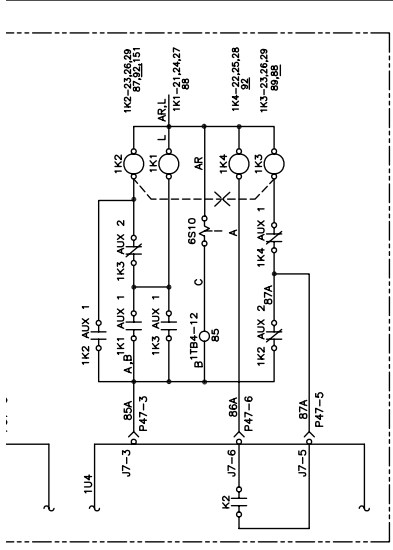 1K2-23,26,29
87,92,151
1K1-21,24,27
88
1K4-22,25,28
92
1K3-23,26,29
89,88
AR,L
L
1K2
1K1
AR
1K4
1K3
1K3 AUX 2
6S10
A
1K4 AUX 1
1K2 AUX 1
1K1 AUX 1
1K3 AUX 1
C
87A
1TB4-12
85
1K2 AUX 2
A,B
B
85A
P47-3
86A
P47-6
87A
P47-5
J7-3
J7-6
J7-5
1U4
K2